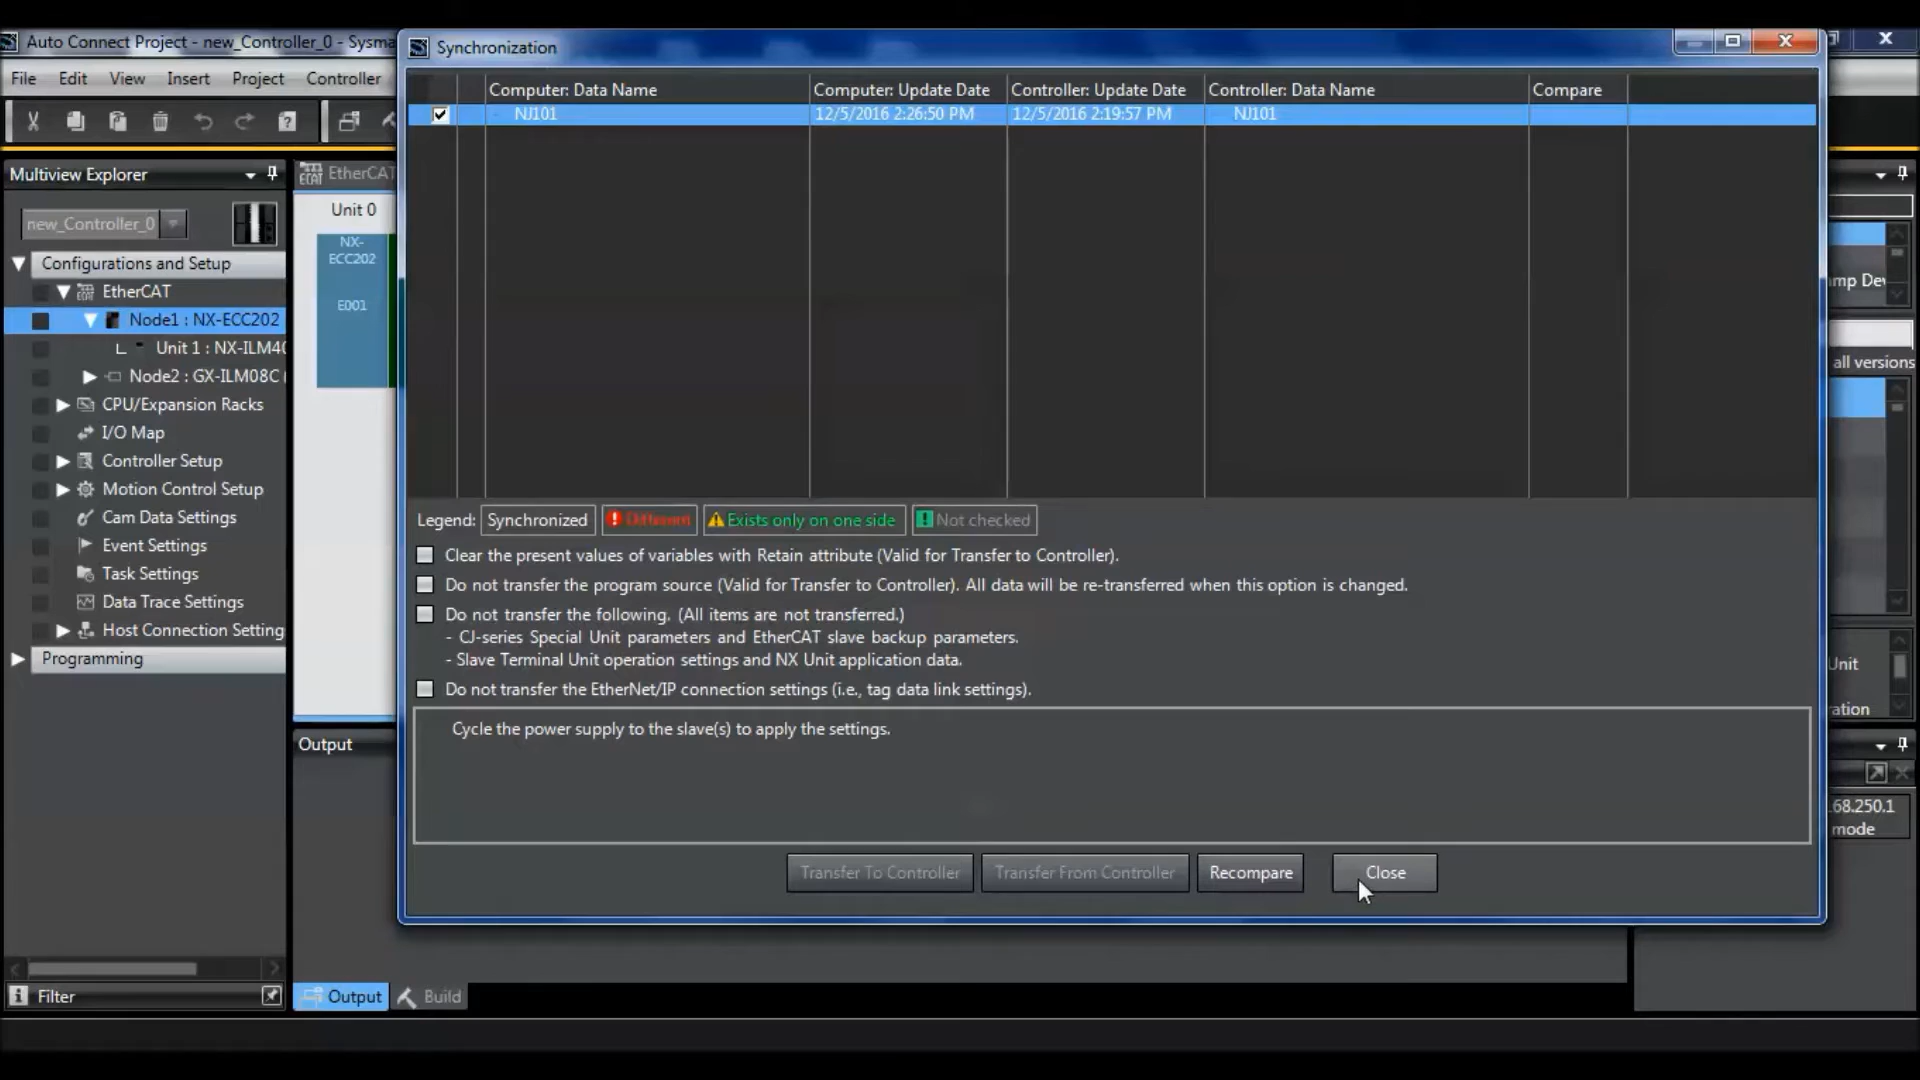 Auto Connect Project - new_Controller_0 - Sysma
File Edit View Insert Project Controller
Multiview Explorer
new_Controller_0
Configurations and Setup
EtherCAT
Node1 : NX-ECC202
Unit 1 : NX-ILM40
Node2 : GX-ILM08C (
CPU/Expansion Racks
I/O Map
Controller Setup
Motion Control Setup
Cam Data Settings
Event Settings
Task Settings
Data Trace Settings
Host Connection Setting
Programming
Filter
EtherCAT
Unit 0
NX-
ECC202
E001
Output
Output Build
Synchronization
Computer: Data Name Computer: Update Date Controller: Update Date Controller: Data Name Compare
NJ101 12/5/2016 2:26:50 PM 12/5/2016 2:19:57 PM NJ101
Legend: Synchronized Different Exists only on one side Not checked
Clear the present values of variables with Retain attribute (Valid for Transfer to Controller).
Do not transfer the program source (Valid for Transfer to Controller). All data will be re-transferred when this option is changed.
Do not transfer the following. (All items are not transferred.)
- CJ-series Special Unit parameters and EtherCAT slave backup parameters.
- Slave Terminal Unit operation settings and NX Unit application data.
Do not transfer the EtherNet/IP connection settings (i.e., tag data link settings).
Cycle the power supply to the slave(s) to apply the settings.
Transfer To Controller Transfer From Controller Recompare Close
mp De
all versions
Unit
ration
.68.250.1
mode